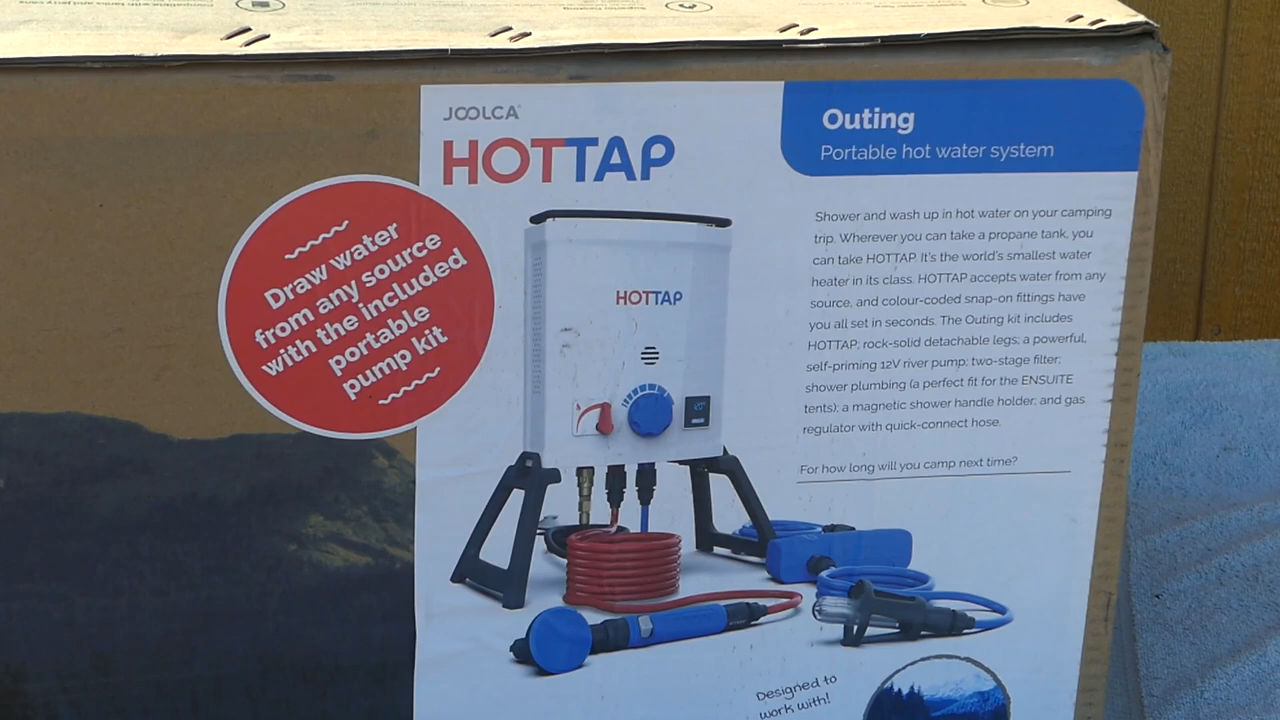 JOOLCA
HOTTAP
Outing
Portable hot water system
Draw water
from any source
with the included
portable
pump kit
HOTTAP
Shower and wash up in hot water on your camping
trip. Wherever you can take a propane tank, you
can take HOTTAP. It's the world's smallest water
heater in its class. HOTTAP accepts water from any
source, and colour-coded snap-on fittings have
you all set in seconds. The Outing kit includes
HOTTAP; rock-solid detachable legs; a powerful,
self-priming 12V river pump; two-stage filter;
shower plumbing (a perfect fit for the ENSUITE
tents); a magnetic shower handle holder; and gas
regulator with quick-connect hose.
For how long will you camp next time?
Designed to
work with!